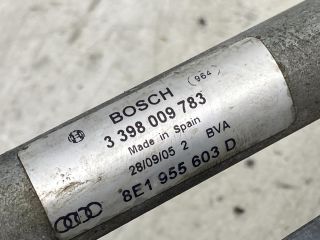 BOSCH (964)
3 398 009 783
Made in Spain
28/09/05 2 BVA
8E1 955 603 D